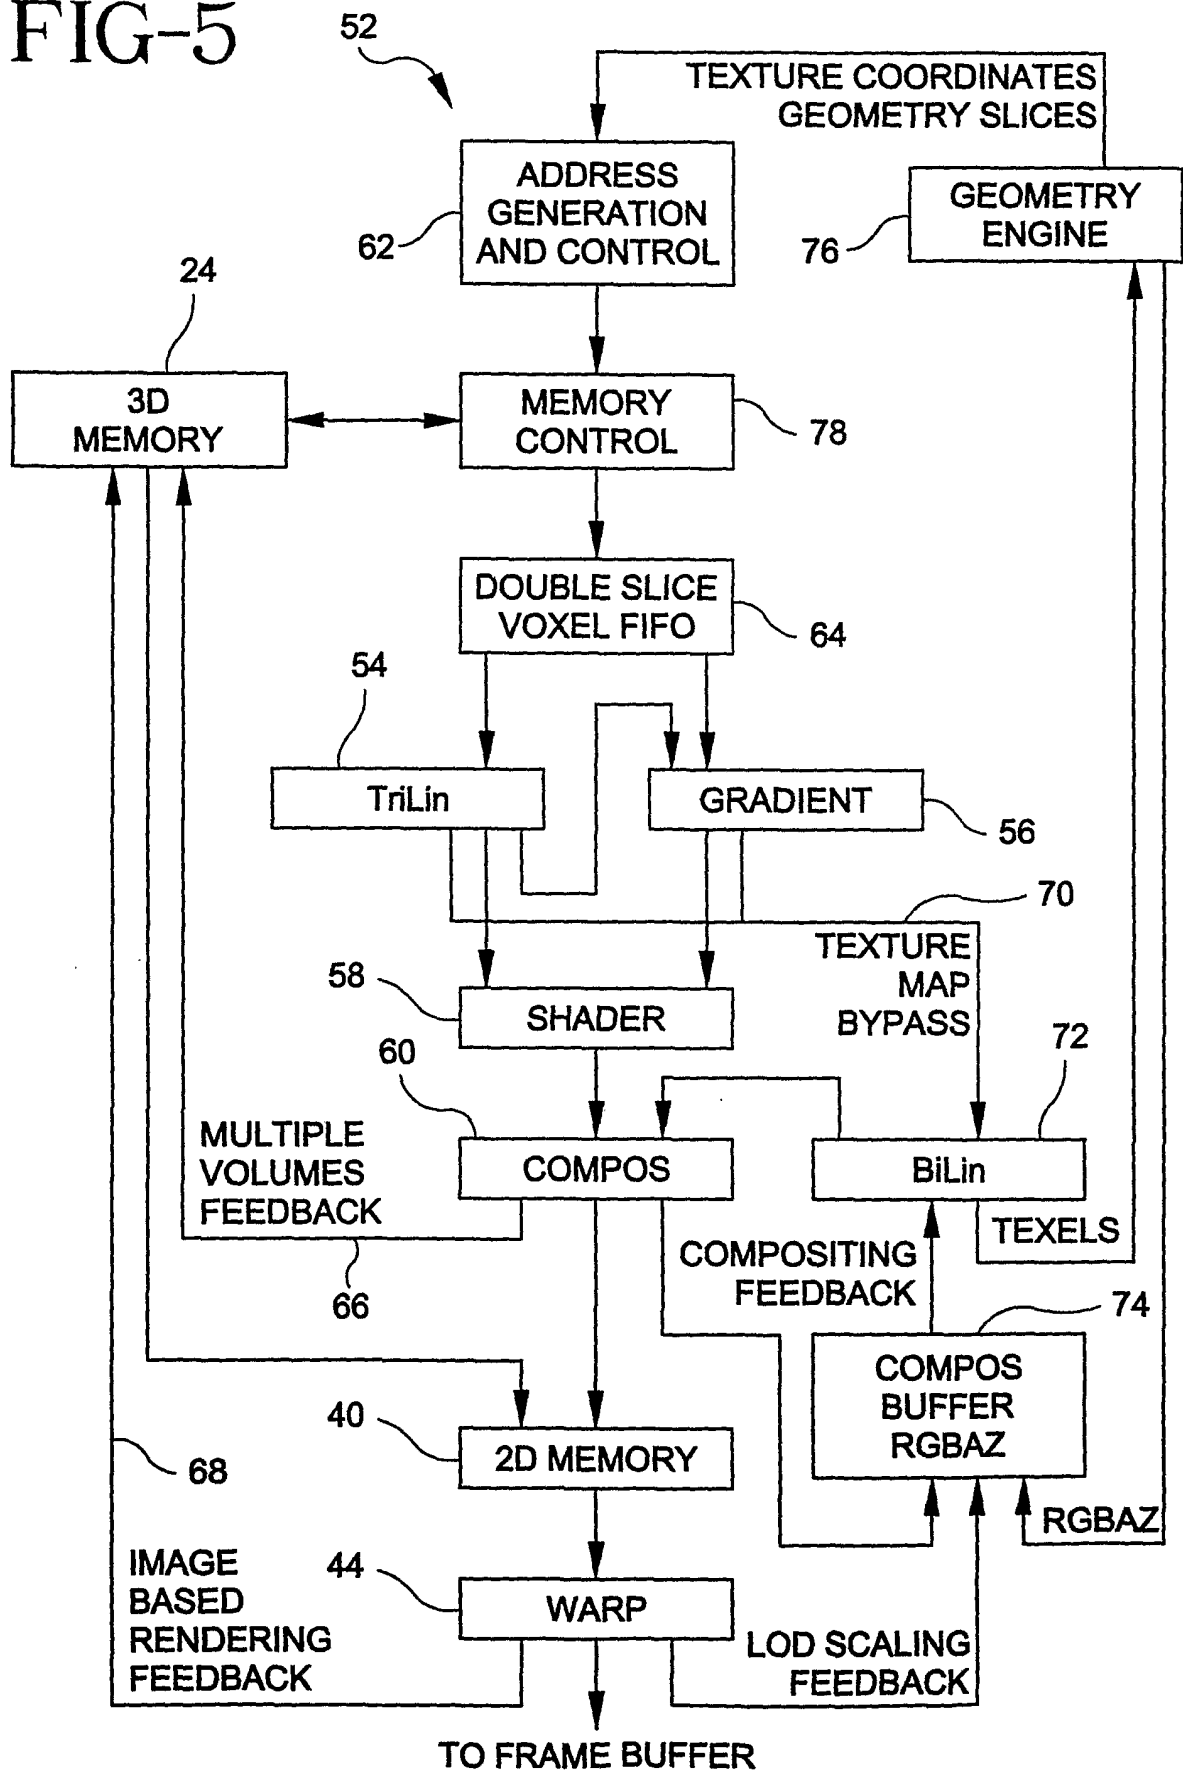 FIG-5
52
TEXTURE COORDINATES
GEOMETRY SLICES
ADDRESS
GENERATION
AND CONTROL
62
GEOMETRY
ENGINE
76
24
3D
MEMORY
MEMORY
CONTROL
78
DOUBLE SLICE
VOXEL FIFO
64
54
TriLin
GRADIENT
56
70
TEXTURE
MAP
BYPASS
58
SHADER
60
72
MULTIPLE
VOLUMES
FEEDBACK
COMPOS
BiLin
TEXELS
66
COMPOSITING
FEEDBACK
74
COMPOS
BUFFER
RGBAZ
40
2D MEMORY
68
RGBAZ
IMAGE
BASED
RENDERING
FEEDBACK
44
WARP
LOD SCALING
FEEDBACK
TO FRAME BUFFER